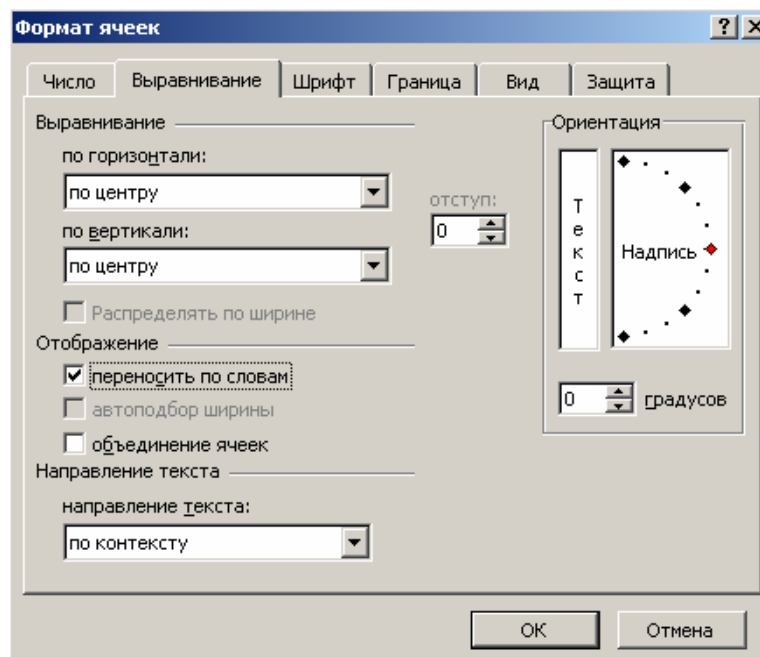 Формат ячеек
Число Выравнивание Шрифт Граница Вид Защита
Выравнивание
по горизонтали:
по центру
отступ:
0
по вертикали:
по центру
Распределять по ширине
Отображение
переносить по словам
автоподбор ширины
объединение ячеек
Направление текста
направление текста:
по контексту
Ориентация
Текст
Надпись
0 градусов
ОК Отмена